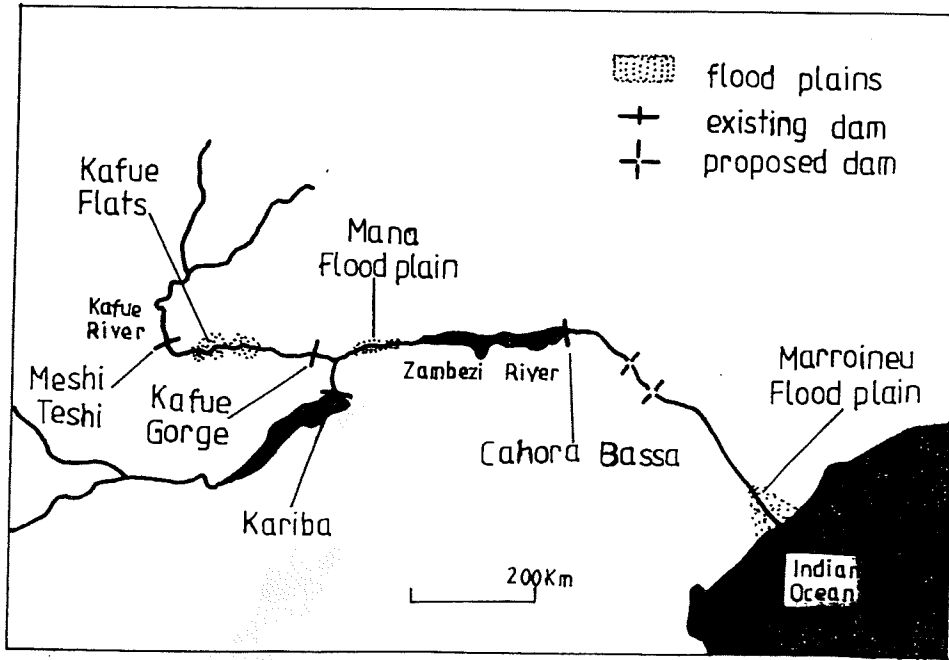 flood plains
existing dam
proposed dam
Kafue
Flats
Mana
Flood plain
Kafue
River
Meshi
Teshi
Kafue
Gorge
Zambezi River
Marroineu
Flood plain
Cahora Bassa
Kariba
200Km
Indian
Ocean